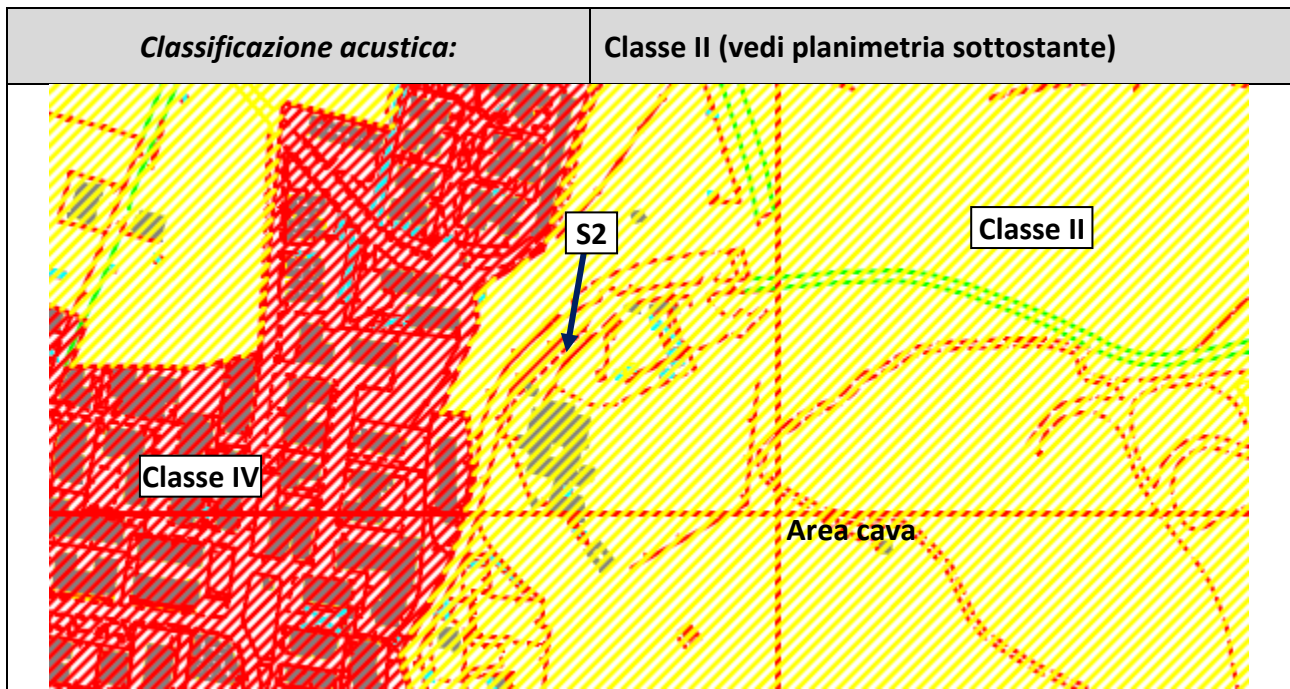 Classificazione acustica:
Classe II (vedi planimetria sottostante)
S2
Classe II
Classe IV
Area cava